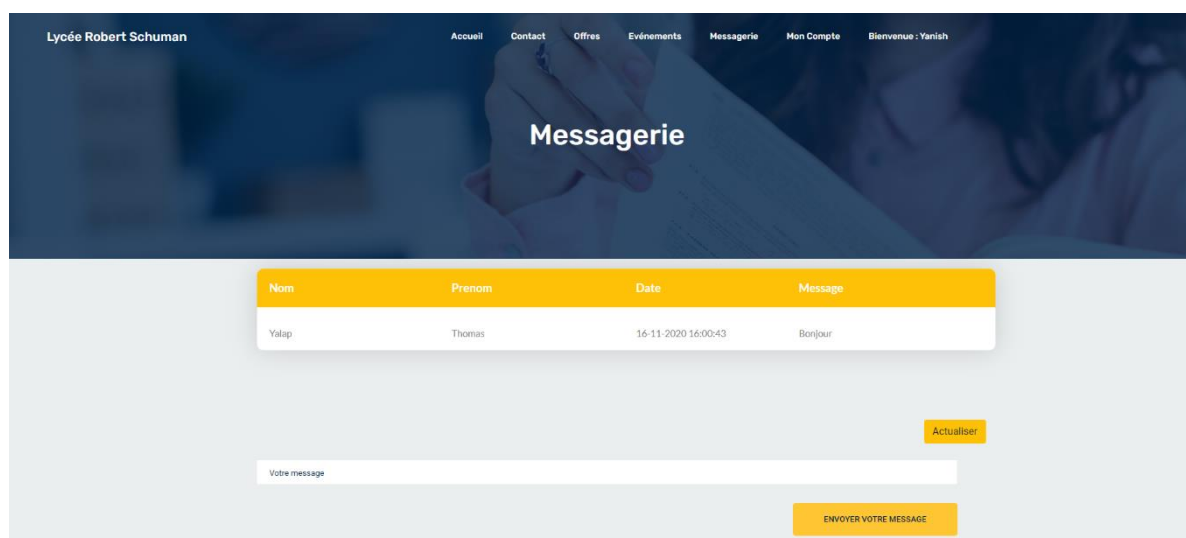 Lycée Robert Schuman Accueil Contact Offres Evénements Messagerie Mon Compte Bienvenue : Yanish
Messagerie
Nom Prenom Date Message
Yalap Thomas 16-11-2020 16:00:43 Bonjour
Actualiser
Votre message
ENVOYER VOTRE MESSAGE